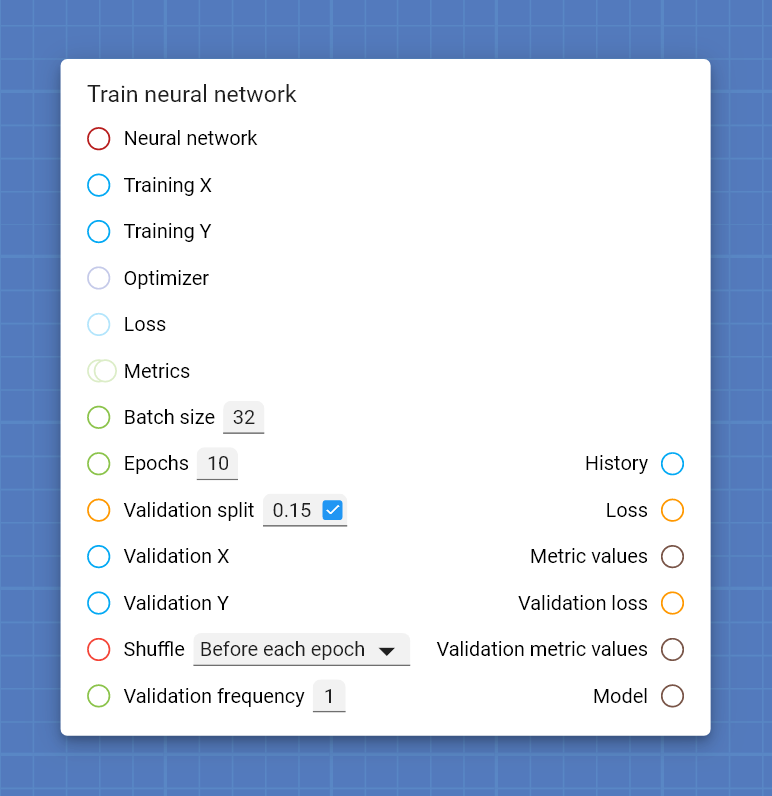 Train neural network
Neural network
Training X
Training Y
Optimizer
Loss
Metrics
Batch size 32
Epochs 10 History
Validation split 0.15 Loss
Validation X Metric values
Validation Y Validation loss
Shuffle Before each epoch Validation metric values
Validation frequency 1 Model